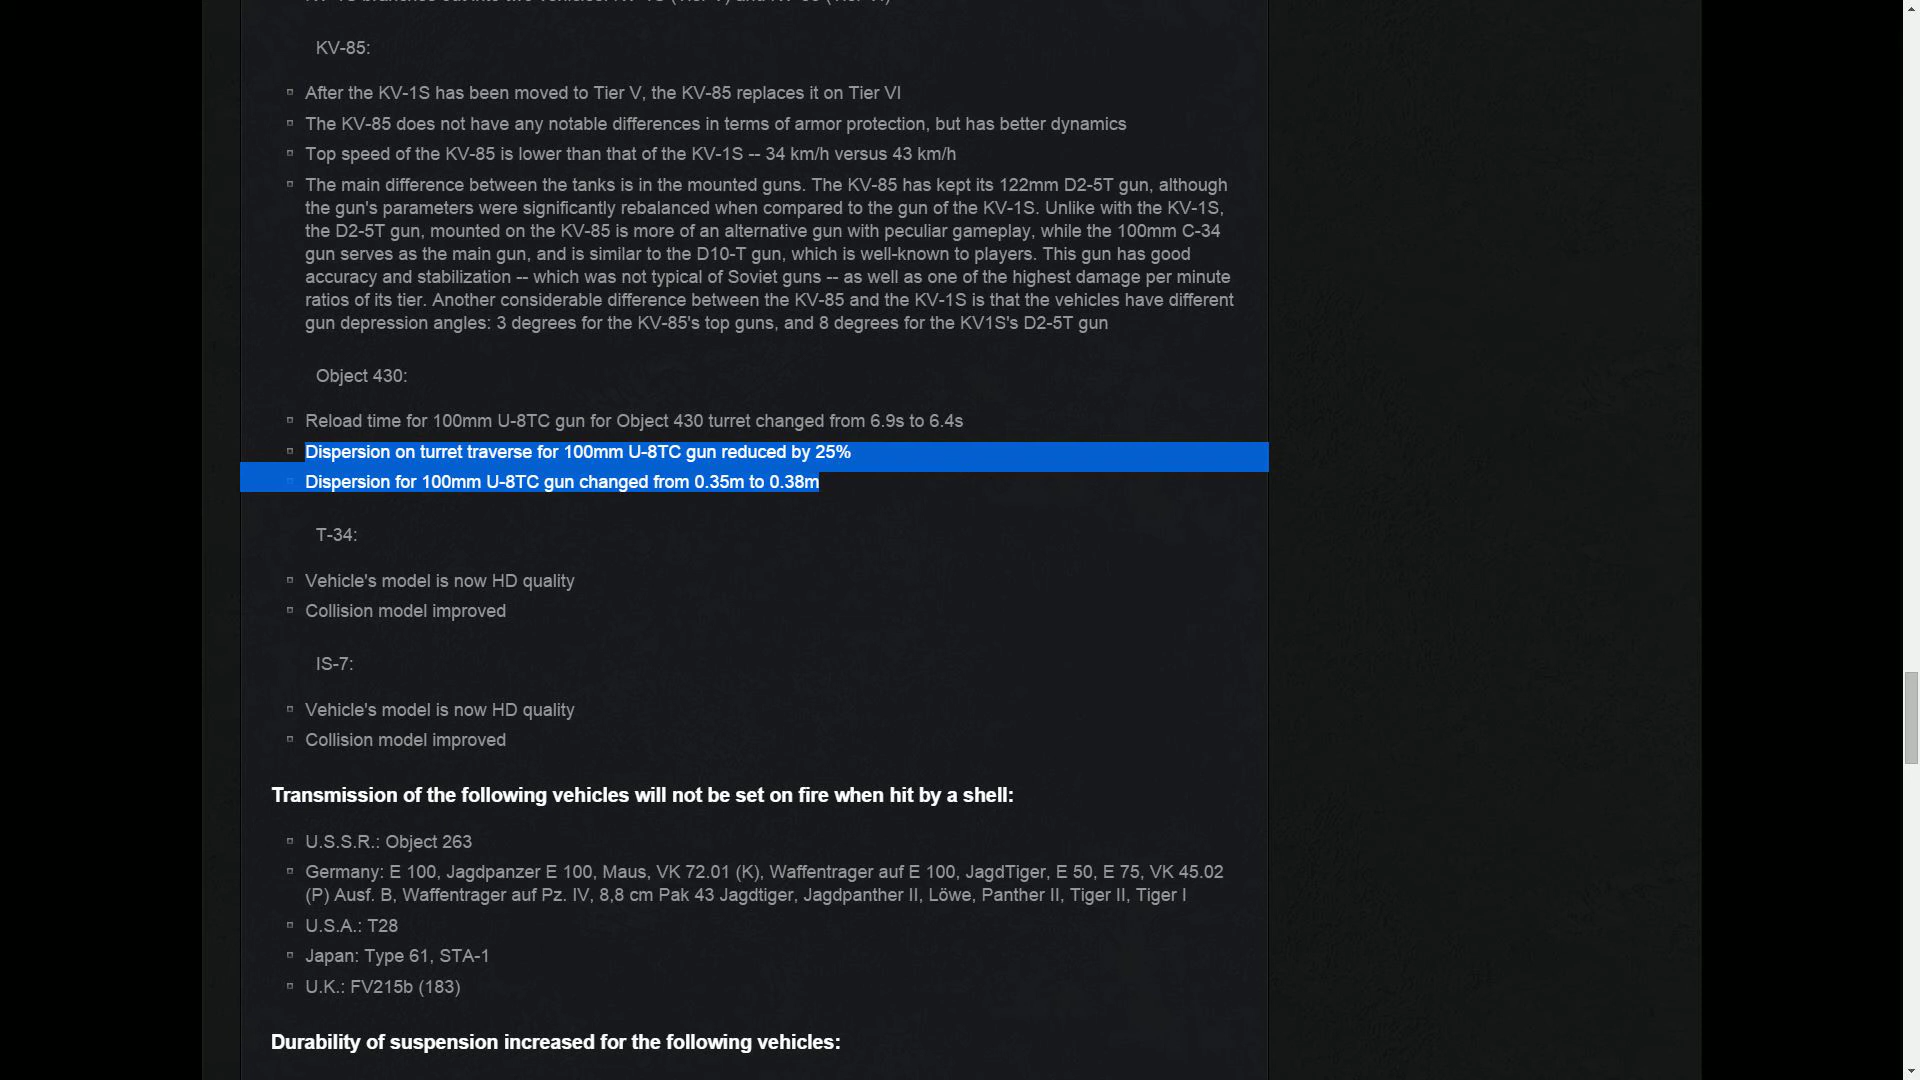 KV-85:
After the KV-1S has been moved to Tier V, the KV-85 replaces it on Tier VI
The KV-85 does not have any notable differences in terms of armor protection, but has better dynamics
Top speed of the KV-85 is lower than that of the KV-1S -- 34 km/h versus 43 km/h
The main difference between the tanks is in the mounted guns. The KV-85 has kept its 122mm D2-5T gun, although
the gun's parameters were significantly rebalanced when compared to the gun of the KV-1S. Unlike with the KV-1S,
the D2-5T gun, mounted on the KV-85 is more of an alternative gun with peculiar gameplay, while the 100mm C-34
gun serves as the main gun, and is similar to the D10-T gun, which is well-known to players. This gun has good
accuracy and stabilization -- which was not typical of Soviet guns -- as well as one of the highest damage per minute
ratios of its tier. Another considerable difference between the KV-85 and the KV-1S is that the vehicles have different
gun depression angles: 3 degrees for the KV-85's top guns, and 8 degrees for the KV1S's D2-5T gun
Object 430:
Reload time for 100mm U-8TC gun for Object 430 turret changed from 6.9s to 6.4s
Dispersion on turret traverse for 100mm U-8TC gun reduced by 25%
Dispersion for 100mm U-8TC gun changed from 0.35m to 0.38m
T-34:
Vehicle's model is now HD quality
Collision model improved
IS-7:
Vehicle's model is now HD quality
Collision model improved
Transmission of the following vehicles will not be set on fire when hit by a shell:
U.S.S.R.: Object 263
Germany: E 100, Jagdpanzer E 100, Maus, VK 72.01 (K), Waffentrager auf E 100, JagdTiger, E 50, E 75, VK 45.02
(P) Ausf. B, Waffentrager auf Pz. IV, 8,8 cm Pak 43 Jagdtiger, Jagdpanther II, Löwe, Panther II, Tiger II, Tiger I
U.S.A.: T28
Japan: Type 61, STA-1
U.K.: FV215b (183)
Durability of suspension increased for the following vehicles: